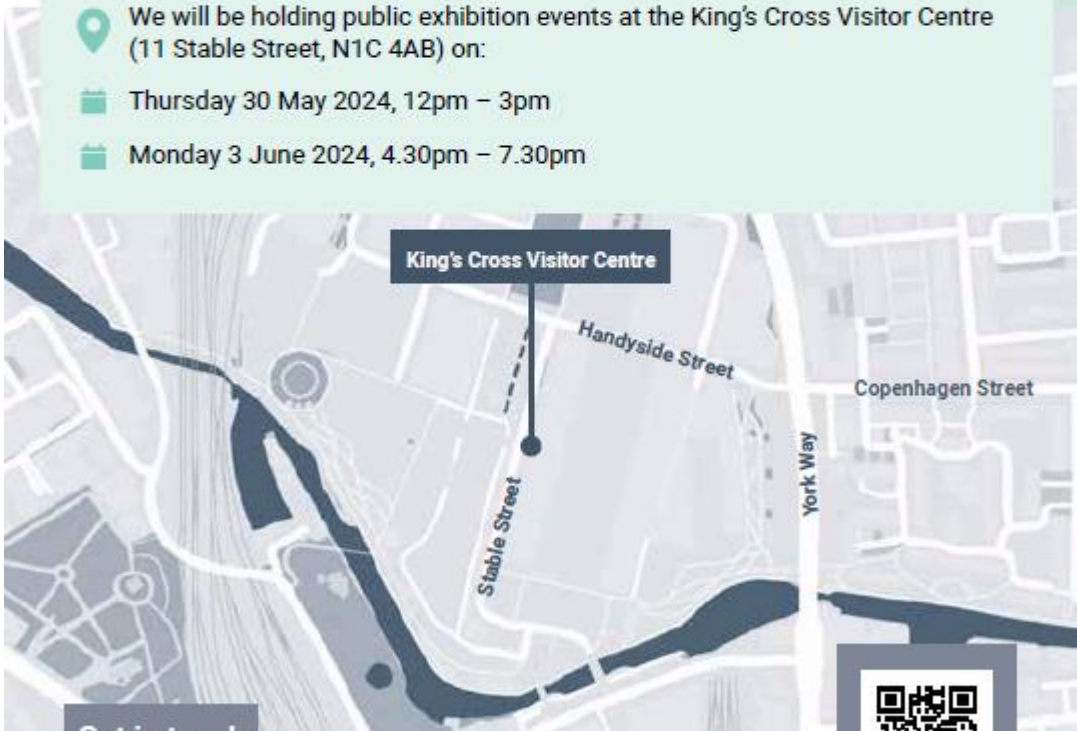 We will be holding public exhibition events at the King's Cross Visitor Centre
(11 Stable Street, N1C 4AB) on:
Thursday 30 May 2024, 12pm – 3pm
Monday 3 June 2024, 4.30pm – 7.30pm
King's Cross Visitor Centre
Handyside Street
Copenhagen Street
York Way
Stable Street